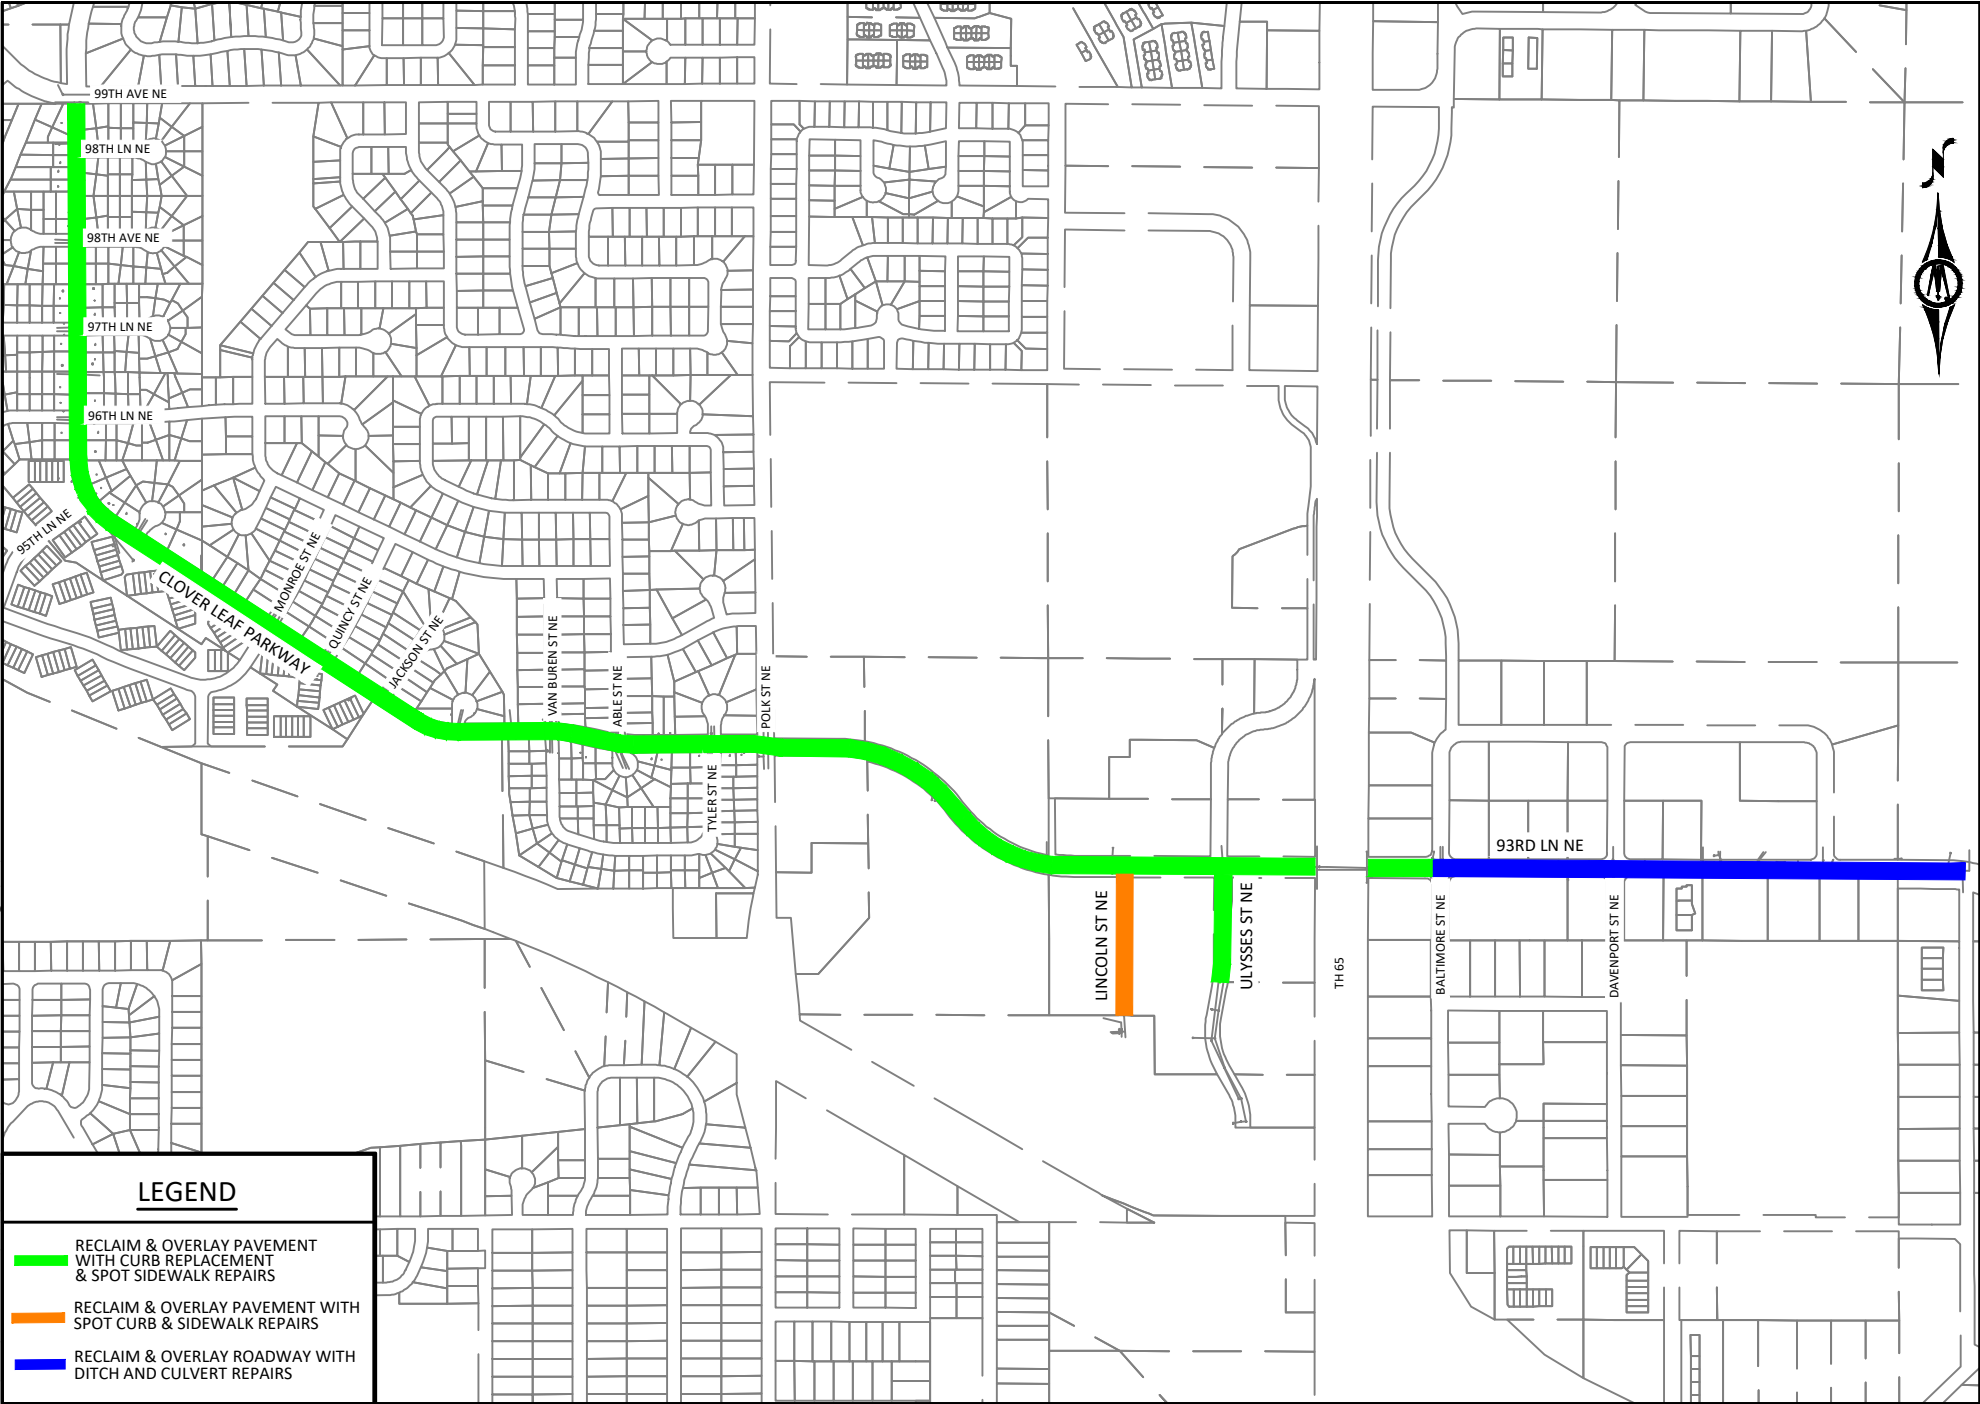 99TH AVE NE
98TH LN NE
98TH AVE NE
97TH LN NE
96TH LN NE
95TH LN NE
CLOVER LEAF PARKWAY
MONROE ST NE
QUINCY ST NE
JACKSON ST NE
VAN BUREN ST NE
ABLE ST NE
TYLER ST NE
POLK ST NE
LINCOLN ST NE
ULYSSES ST NE
TH 65
BALTIMORE ST NE
93RD LN NE
DAVENPORT ST NE
N
LEGEND
RECLAIM & OVERLAY PAVEMENT
WITH CURB REPLACEMENT
& SPOT SIDEWALK REPAIRS
RECLAIM & OVERLAY PAVEMENT WITH
SPOT CURB & SIDEWALK REPAIRS
RECLAIM & OVERLAY ROADWAY WITH
DITCH AND CULVERT REPAIRS